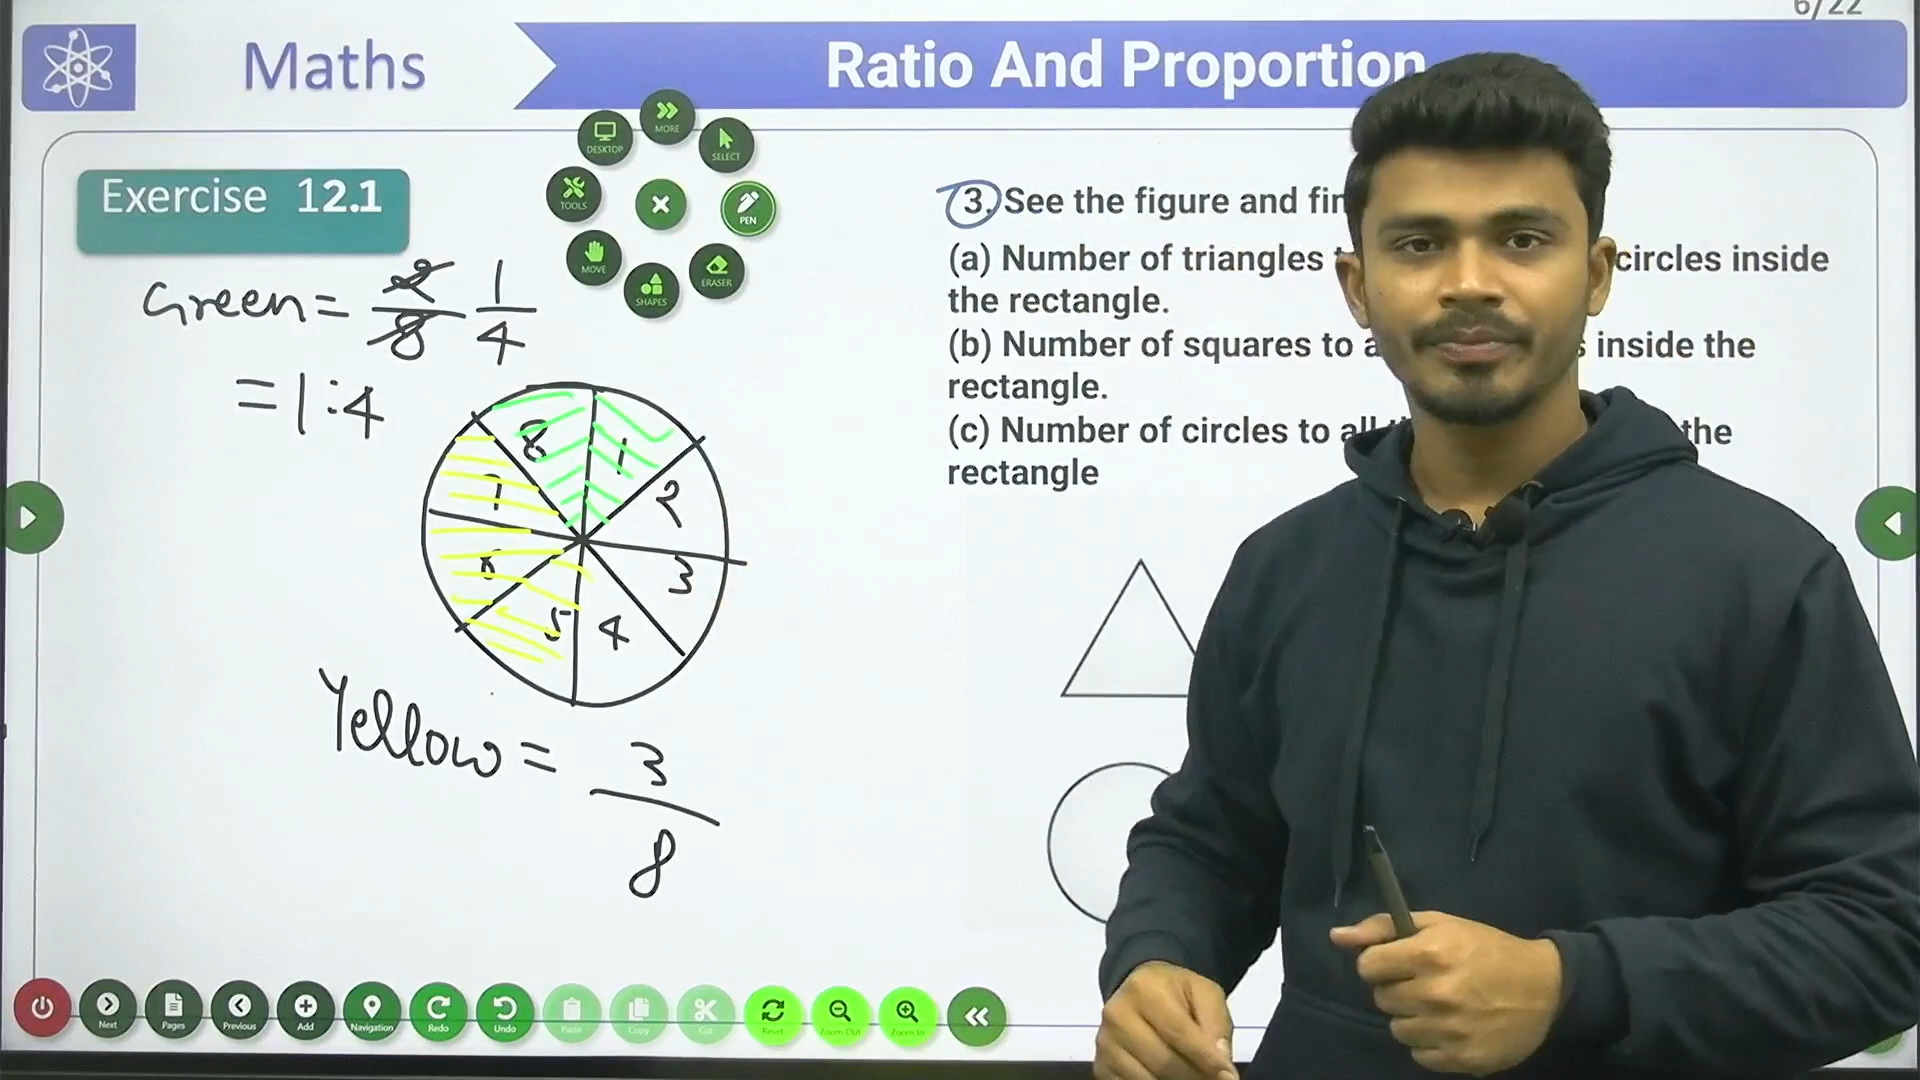 6/22
Maths
Ratio And Proportion
Exercise 12.1
MORE
DESKTOP
SELECT
TOOLS
PEN
MOVE
ERASER
SHAPES
Green = 2/8 1/4
= 1:4
8 1
7 2
6 3
5 4
Yellow = 3/8
3. See the figure and
(a) Number of triangles circles inside
the rectangle.
(b) Number of squares to inside the
rectangle.
(c) Number of circles to all the
rectangle
Next
Pages
Previous
Add
Navigation
Redo
Undo
Paste
Copy
Cut
Reset
Zoom Out
Zoom In